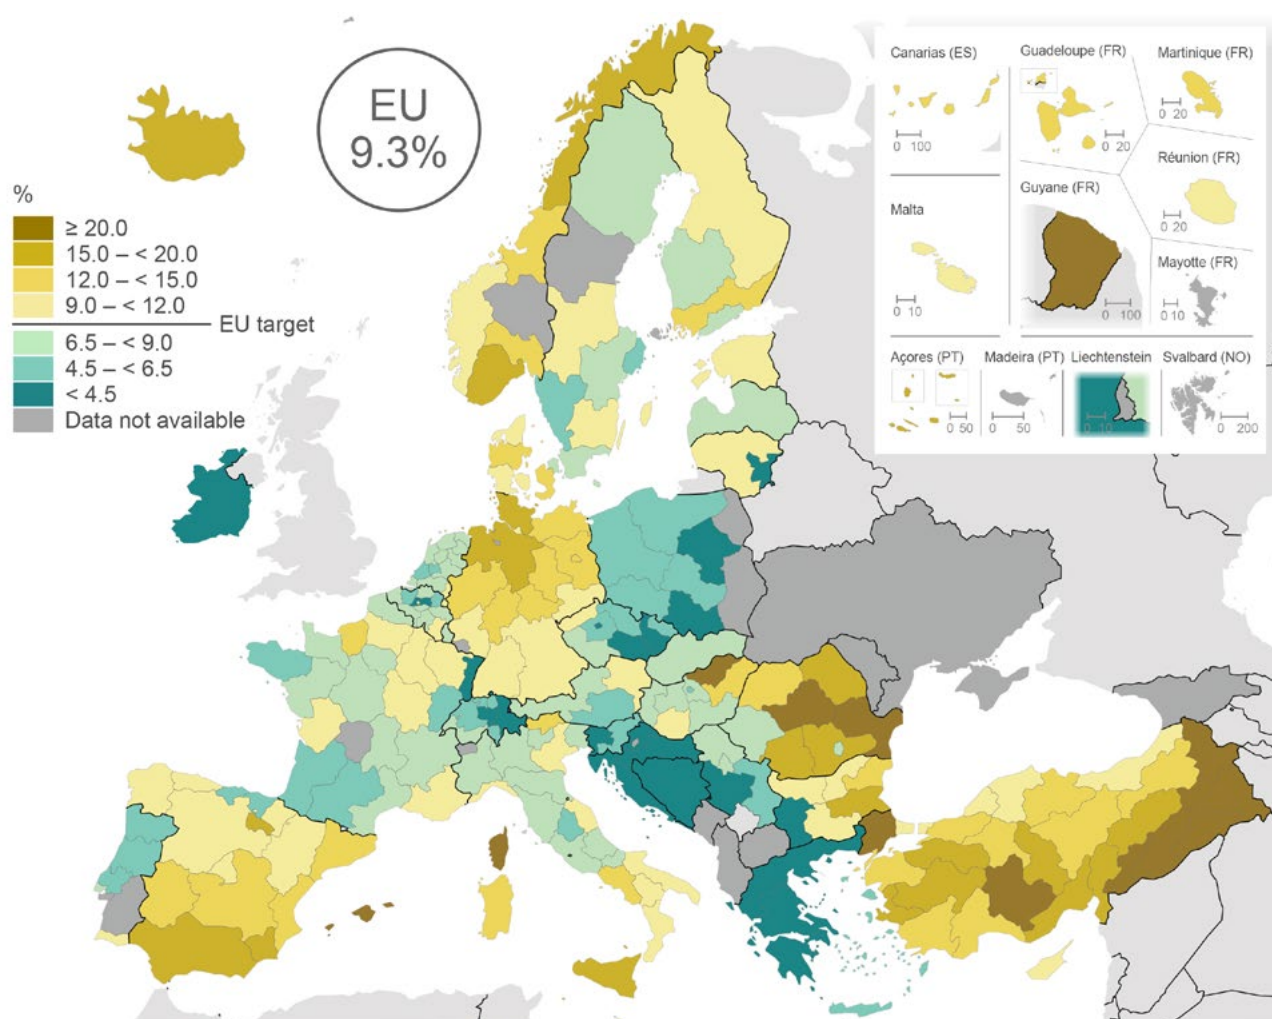 EU
9.3%
%
≥ 20.0
15.0 – < 20.0
12.0 – < 15.0
9.0 – < 12.0
EU target
6.5 – < 9.0
4.5 – < 6.5
< 4.5
Data not available
Canarias (ES)
0 100
Guadeloupe (FR)
0 20
Martinique (FR)
0 20
Malta
0 10
Guyane (FR)
0 100
Réunion (FR)
0 20
Mayotte (FR)
0 10
Açores (PT)
0 50
Madeira (PT)
0 50
Liechtenstein
0 10
Svalbard (NO)
0 200